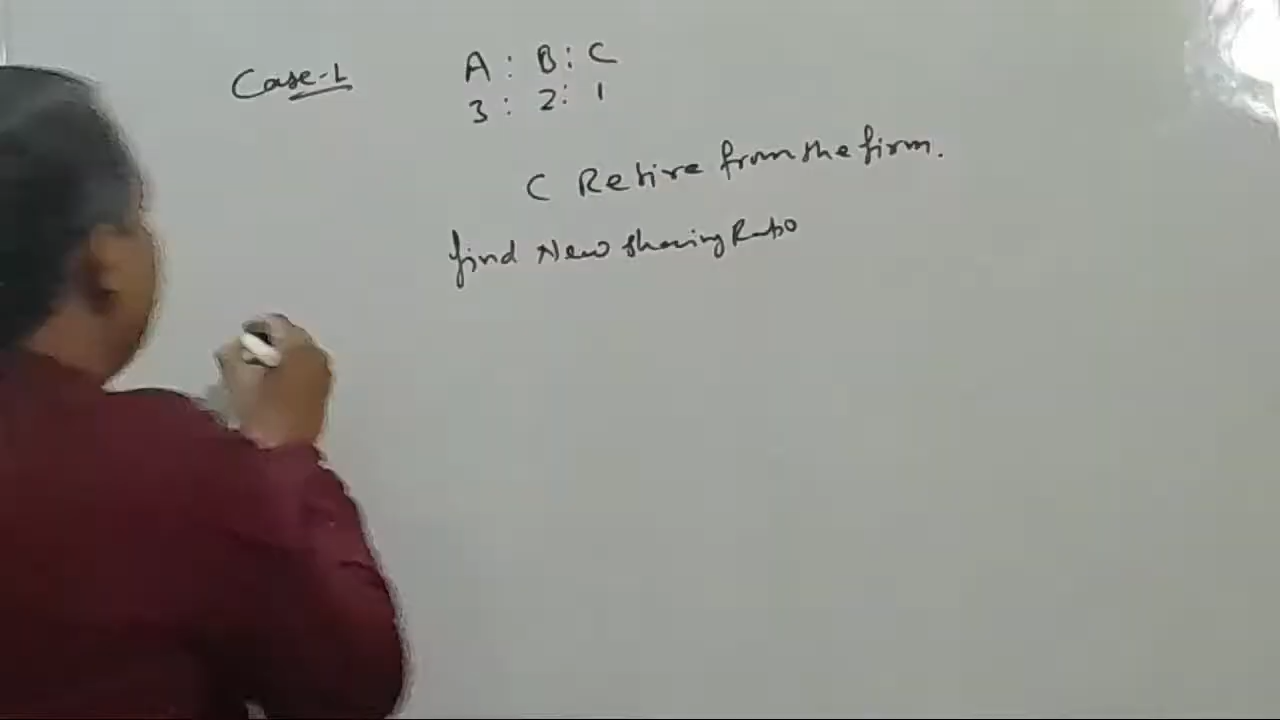 Case-1
A : B : C
3 : 2 : 1
C Retire from the firm.
find New sharing Ratio